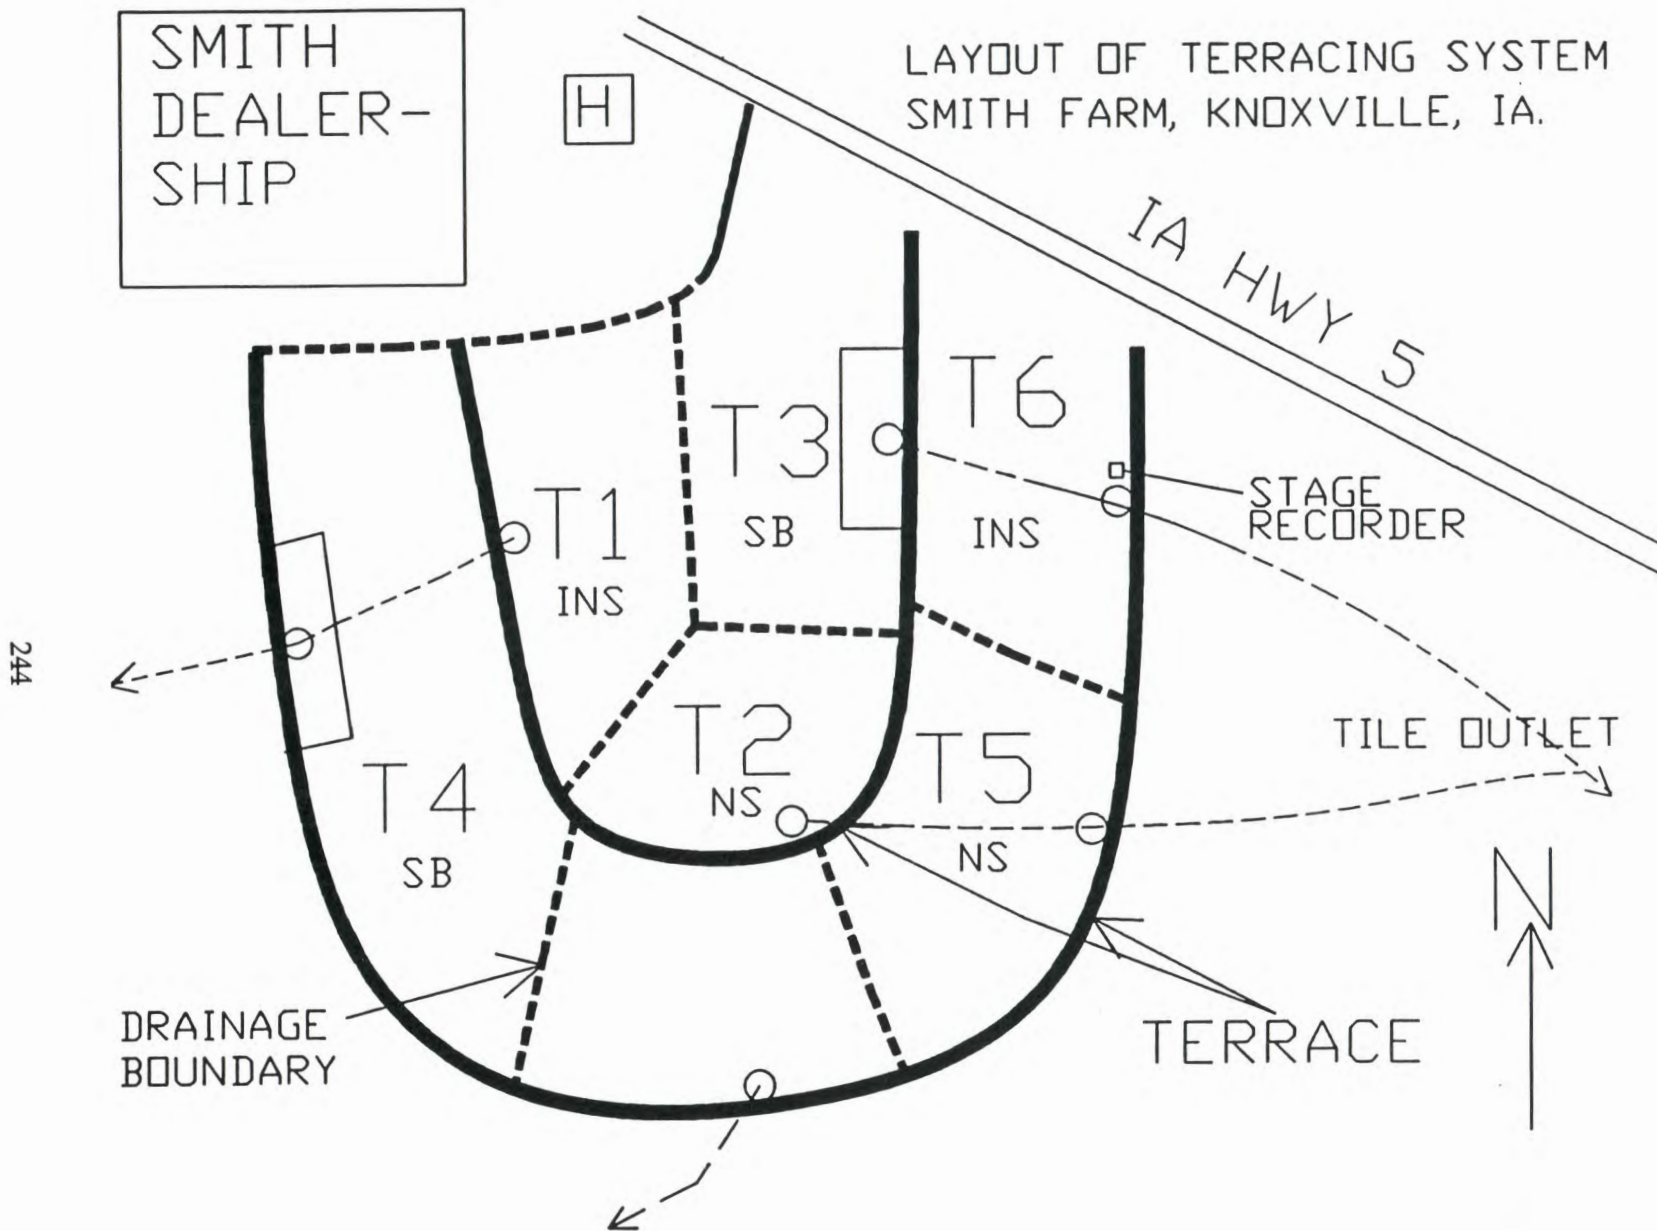 SMITH
DEALER-
SHIP
H
LAYOUT OF TERRACING SYSTEM
SMITH FARM, KNOXVILLE, IA.
IA HWY 5
T6
T3
STAGE
RECORDER
T1
SB
INS
INS
244
T2
TILE OUTLET
T5
T4
NS
NS
SB
N
DRAINAGE
BOUNDARY
TERRACE